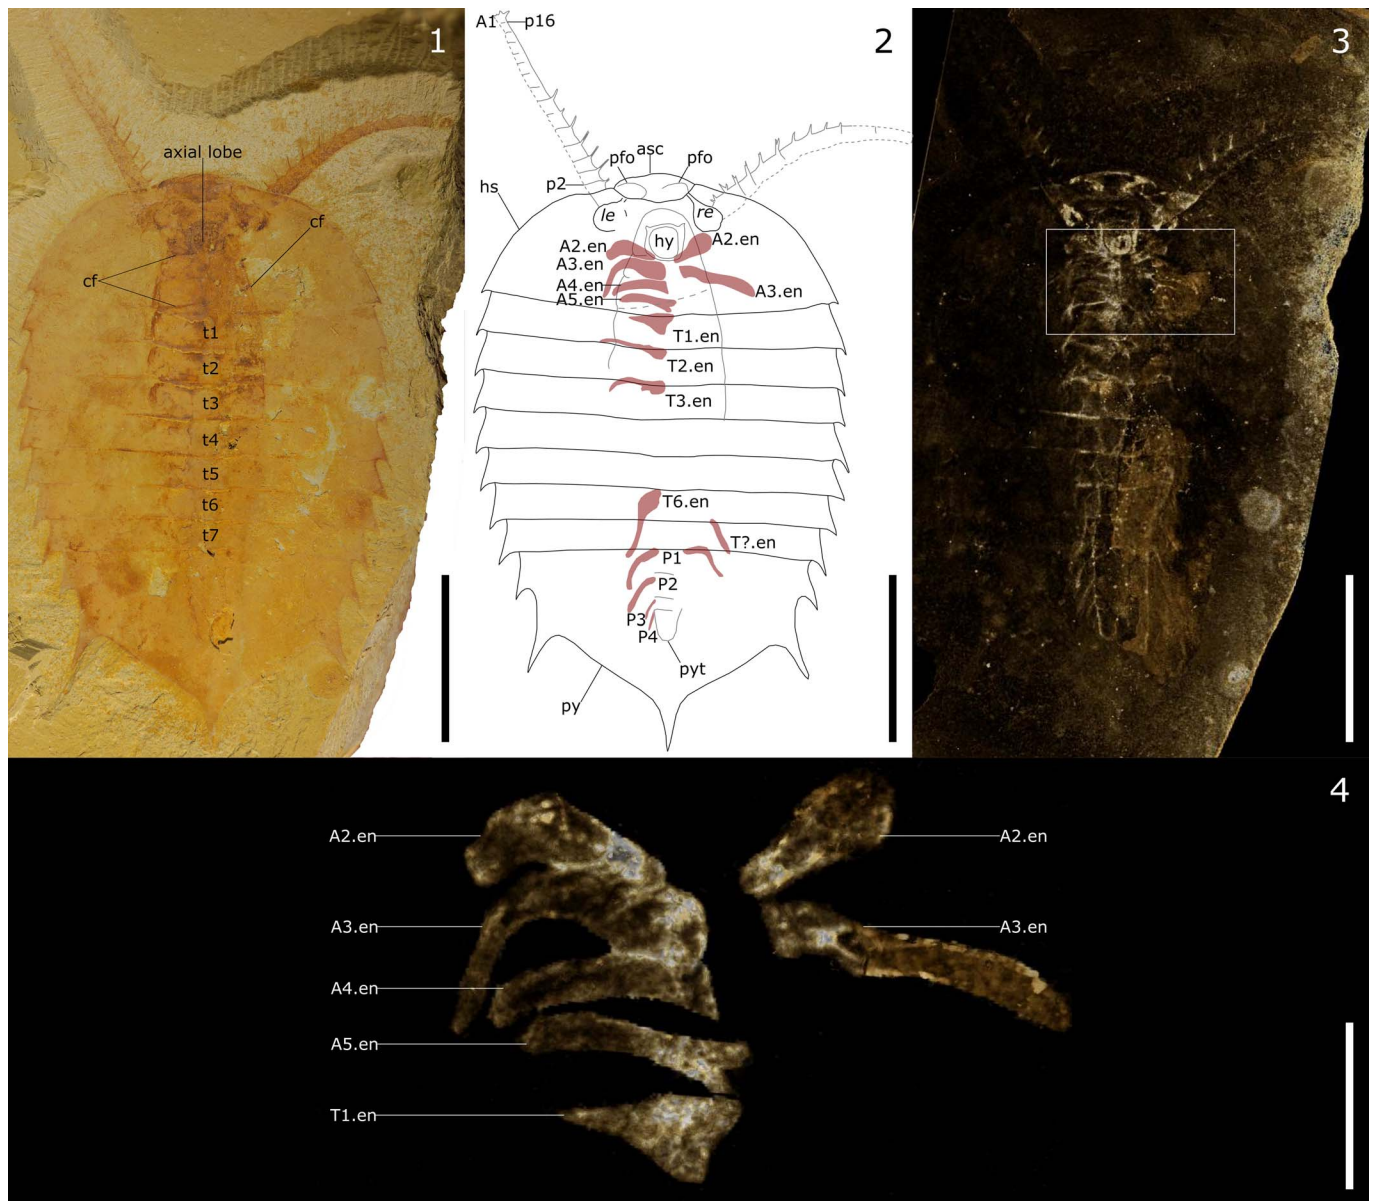 1
axial lobe
cf
cf
t1
t2
t3
t4
t5
t6
t7
2
A1
p16
pfo
asc
pfo
p2
hs
le
re
hy
A2.en
A2.en
A3.en
A4.en
A5.en
A3.en
T1.en
T2.en
T3.en
T6.en
T?.en
P1
P2
P3
P4
pyt
py
3
4
A2.en
A2.en
A3.en
A3.en
A4.en
A5.en
T1.en